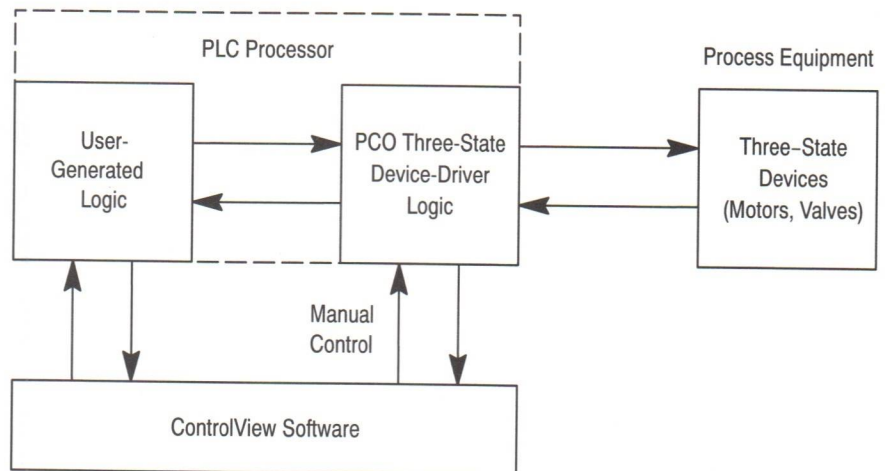 PLC Processor
Process Equipment
User-
Generated
Logic
PCO Three-State
Device-Driver
Logic
Three-State
Devices
(Motors, Valves)
Manual
Control
ControlView Software